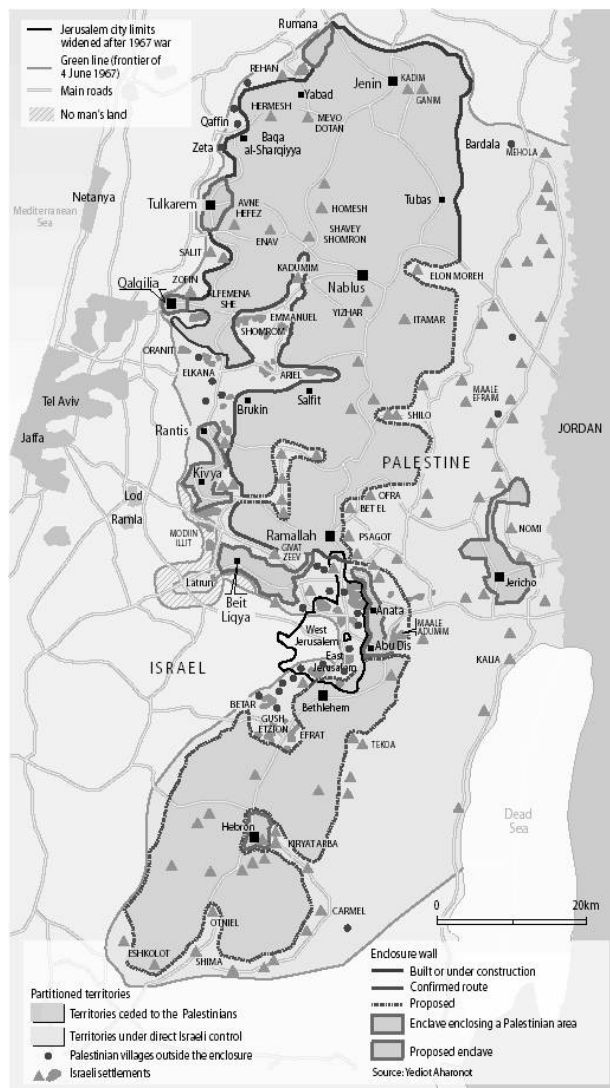 Jerusalem city limits
widened after 1967 war
Green line (frontier of
4 June 1967)
Main roads
No man's land
Rumana
REHAN
Jenin
KADIM
GANIM
Yabad
HERMESH
MEVO
DOTAN
Qaffin
Baqa
al-Sharqiyya
Zeta
Bardala
MEHOLA
Netanya
Mediterranean
Sea
Tulkarem
AVNE
HEFEZ
HOMESH
Tubas
ENAV
SHAVEY
SHOMRON
SALIT
ZOFIN
KADUMIM
Nablus
ELON MOREH
Qalqilia
ALFEMENA
SHE
EMMANUEL
SHOMROM
YIZHAR
ITAMAR
ORANIT
ELKANA
ARIEL
MAALE
EFRAIM
Tel Aviv
Jaffa
Brukin
Salfit
SHILO
Rantis
JORDAN
PALESTINE
Kivya
Lod
Ramla
OFRA
BET EL
NOMI
MODIIN
ILLIT
Ramallah
GIVAT
ZEEV
PSAGOT
Jericho
Latrun
Beit
Liqya
Anata
West
Jerusalem
MAALE
ADUMIM
Abu Dis
East
Jerusalem
ISRAEL
KALIA
BETAR
Bethlehem
GUSH
ETZION
EFRAT
TEKOA
Dead
Sea
Hebron
KIRYAT ARBA
0
20km
OTNIEL
CARMEL
ESHKOLOT
SHIMA
Partitioned territories
Territories ceded to the Palestinians
Territories under direct Israeli control
Palestinian villages outside the enclosure
Israeli settlements
Enclosure wall
Built or under construction
Confirmed route
Proposed
Enclave enclosing a Palestinian area
Proposed enclave
Source: Yediot Aharonot